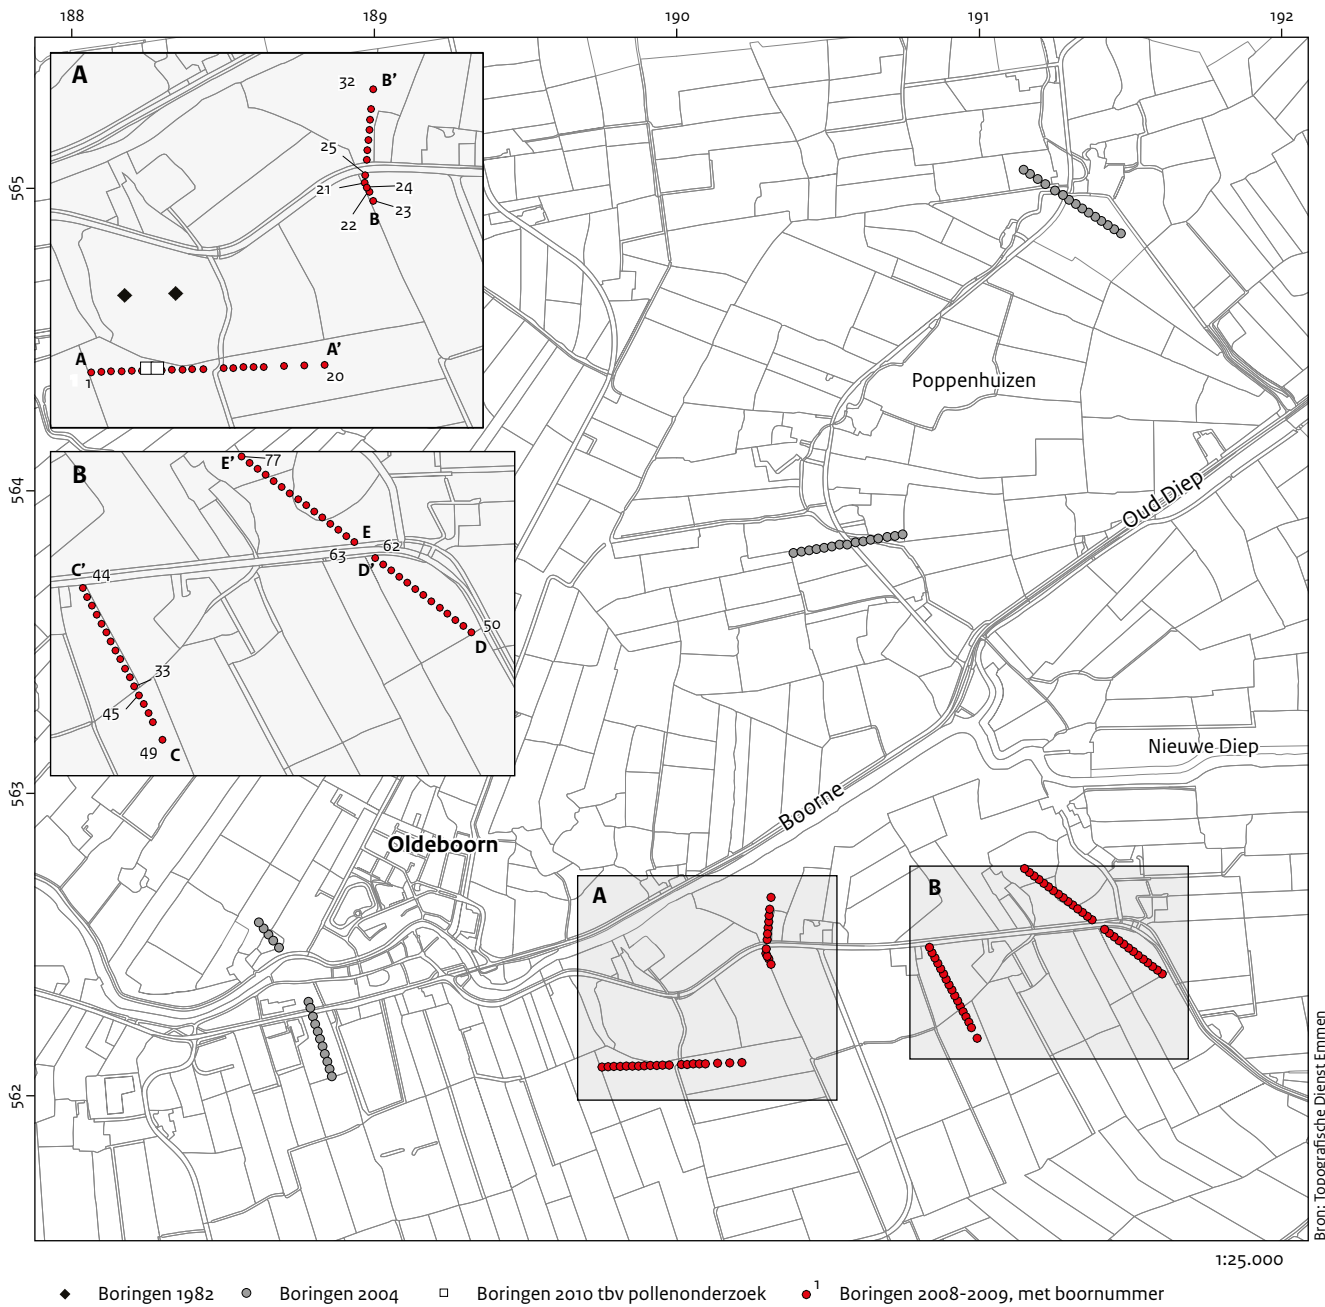 188 189 190 191 192
565
564
563
562
A
32 B’
25
21 24
22 B 23
A A’
1 20
B
E’ 77
E
63 62
D’
C’ 44
50
D
33
45
49 C
Poppenhuizen
Oud Diep
Nieuwe Diep
Boorne
Oldeboorn
A
B
Bron: Topografische Dienst Emmen
1:25.000
Boringen 1982 Boringen 2004 Boringen 2010 tbv pollenonderzoek 1 Boringen 2008-2009, met boornummer